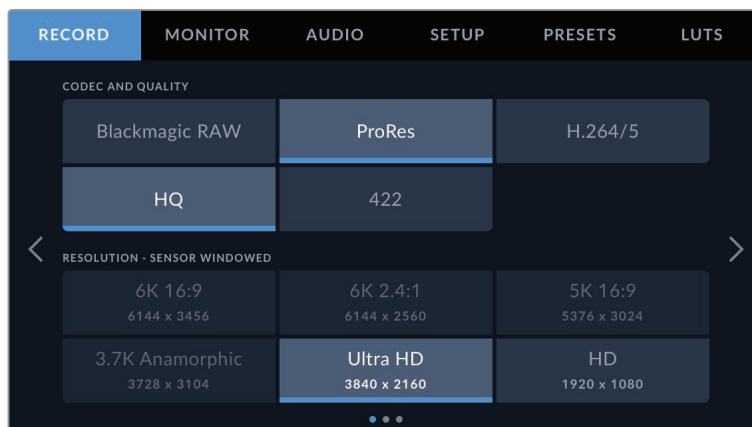 RECORD MONITOR AUDIO SETUP PRESETS LUTS
CODEC AND QUALITY
Blackmagic RAW ProRes H.264/5
HQ 422
RESOLUTION - SENSOR WINDOWED
6K 16:9 6K 2.4:1 5K 16:9
6144 x 3456 6144 x 2560 5376 x 3024
3.7K Anamorphic Ultra HD HD
3728 x 3104 3840 x 2160 1920 x 1080